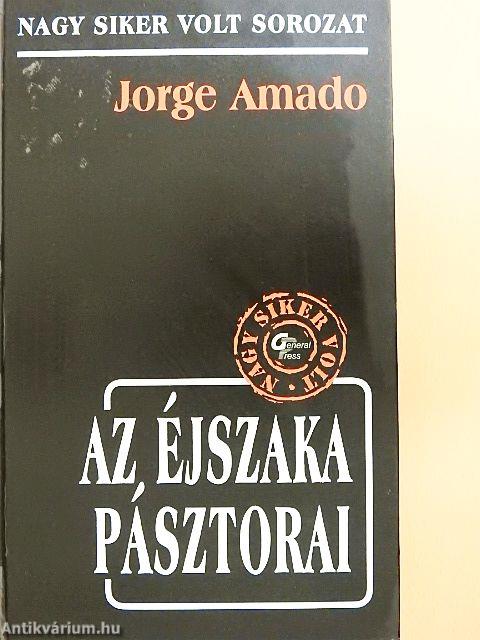 NAGY SIKER VOLT SOROZAT
Jorge Amado
NAGY SIKER VOLT •
General
Press
AZ ÉJSZAKA
PÁSZTORAI
Antikvárium.hu